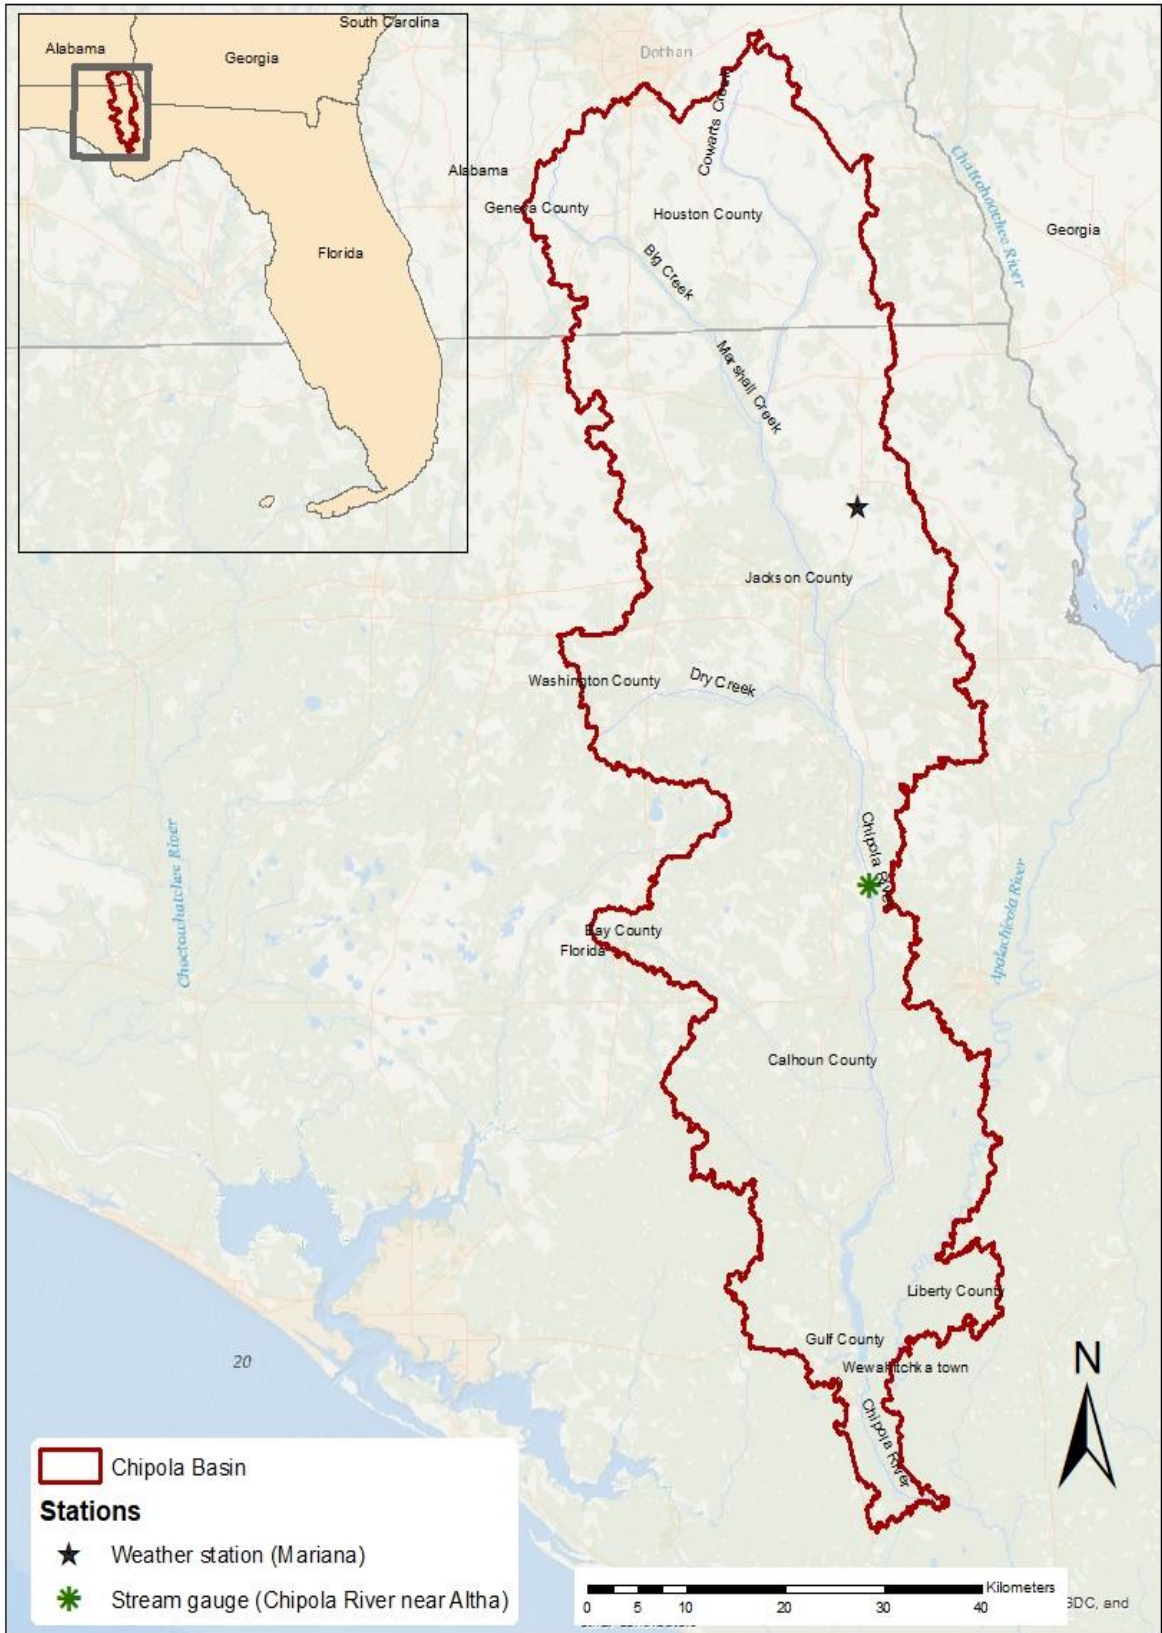 South Carolina
Alabama
Georgia
Florida
Dothan
Cowarts Creek
Chattahoochee River
Alabama
Geneva County
Houston County
Georgia
Big Creek
Marshall Creek
Jackson County
Washington County
Dry Creek
Choctawhatchee River
Chipola River
Apalachicola River
Bay County
Florida
Calhoun County
Liberty County
Gulf County
Wewahitchka town
20
N
Chipola River
Chipola Basin
Stations
Weather station (Mariana)
Stream gauge (Chipola River near Altha)
Kilometers
0 5 10 20 30 40